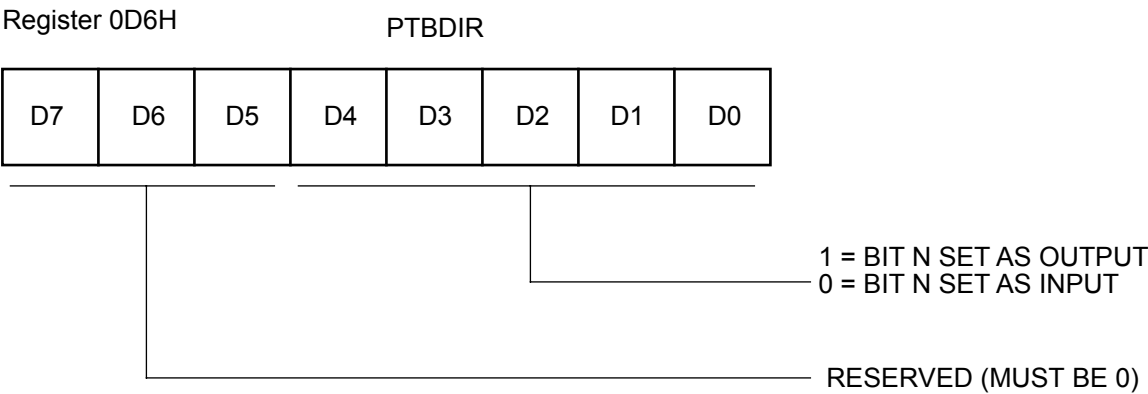 Register 0D6H
PTBDIR
D7 D6 D5 D4 D3 D2 D1 D0
1 = BIT N SET AS OUTPUT
0 = BIT N SET AS INPUT
RESERVED (MUST BE 0)